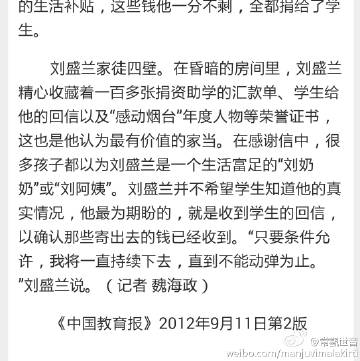 的生活补贴，这些钱他一分不剩，全都捐给了学
生。
刘盛兰家徒四壁。在昏暗的房间里，刘盛兰
精心收藏着一百多张捐资助学的汇款单、学生给
他的回信以及“感动烟台”年度人物等荣誉证书，
这也是他认为最有价值的家当。在感谢信中，很
多孩子都以为刘盛兰是一个生活富足的“刘奶
奶”或“刘阿姨”。刘盛兰并不希望学生知道他的真
实情况，他最为期盼的，就是收到学生的回信，
以确认那些寄出去的钱已经收到。“只要条件允
许，我将一直持续下去，直到不能动弹为止。
”刘盛兰说。（记者 魏海政）
《中国教育报》2012年9月11日第2版
weibo.com/manjuvimalakirti